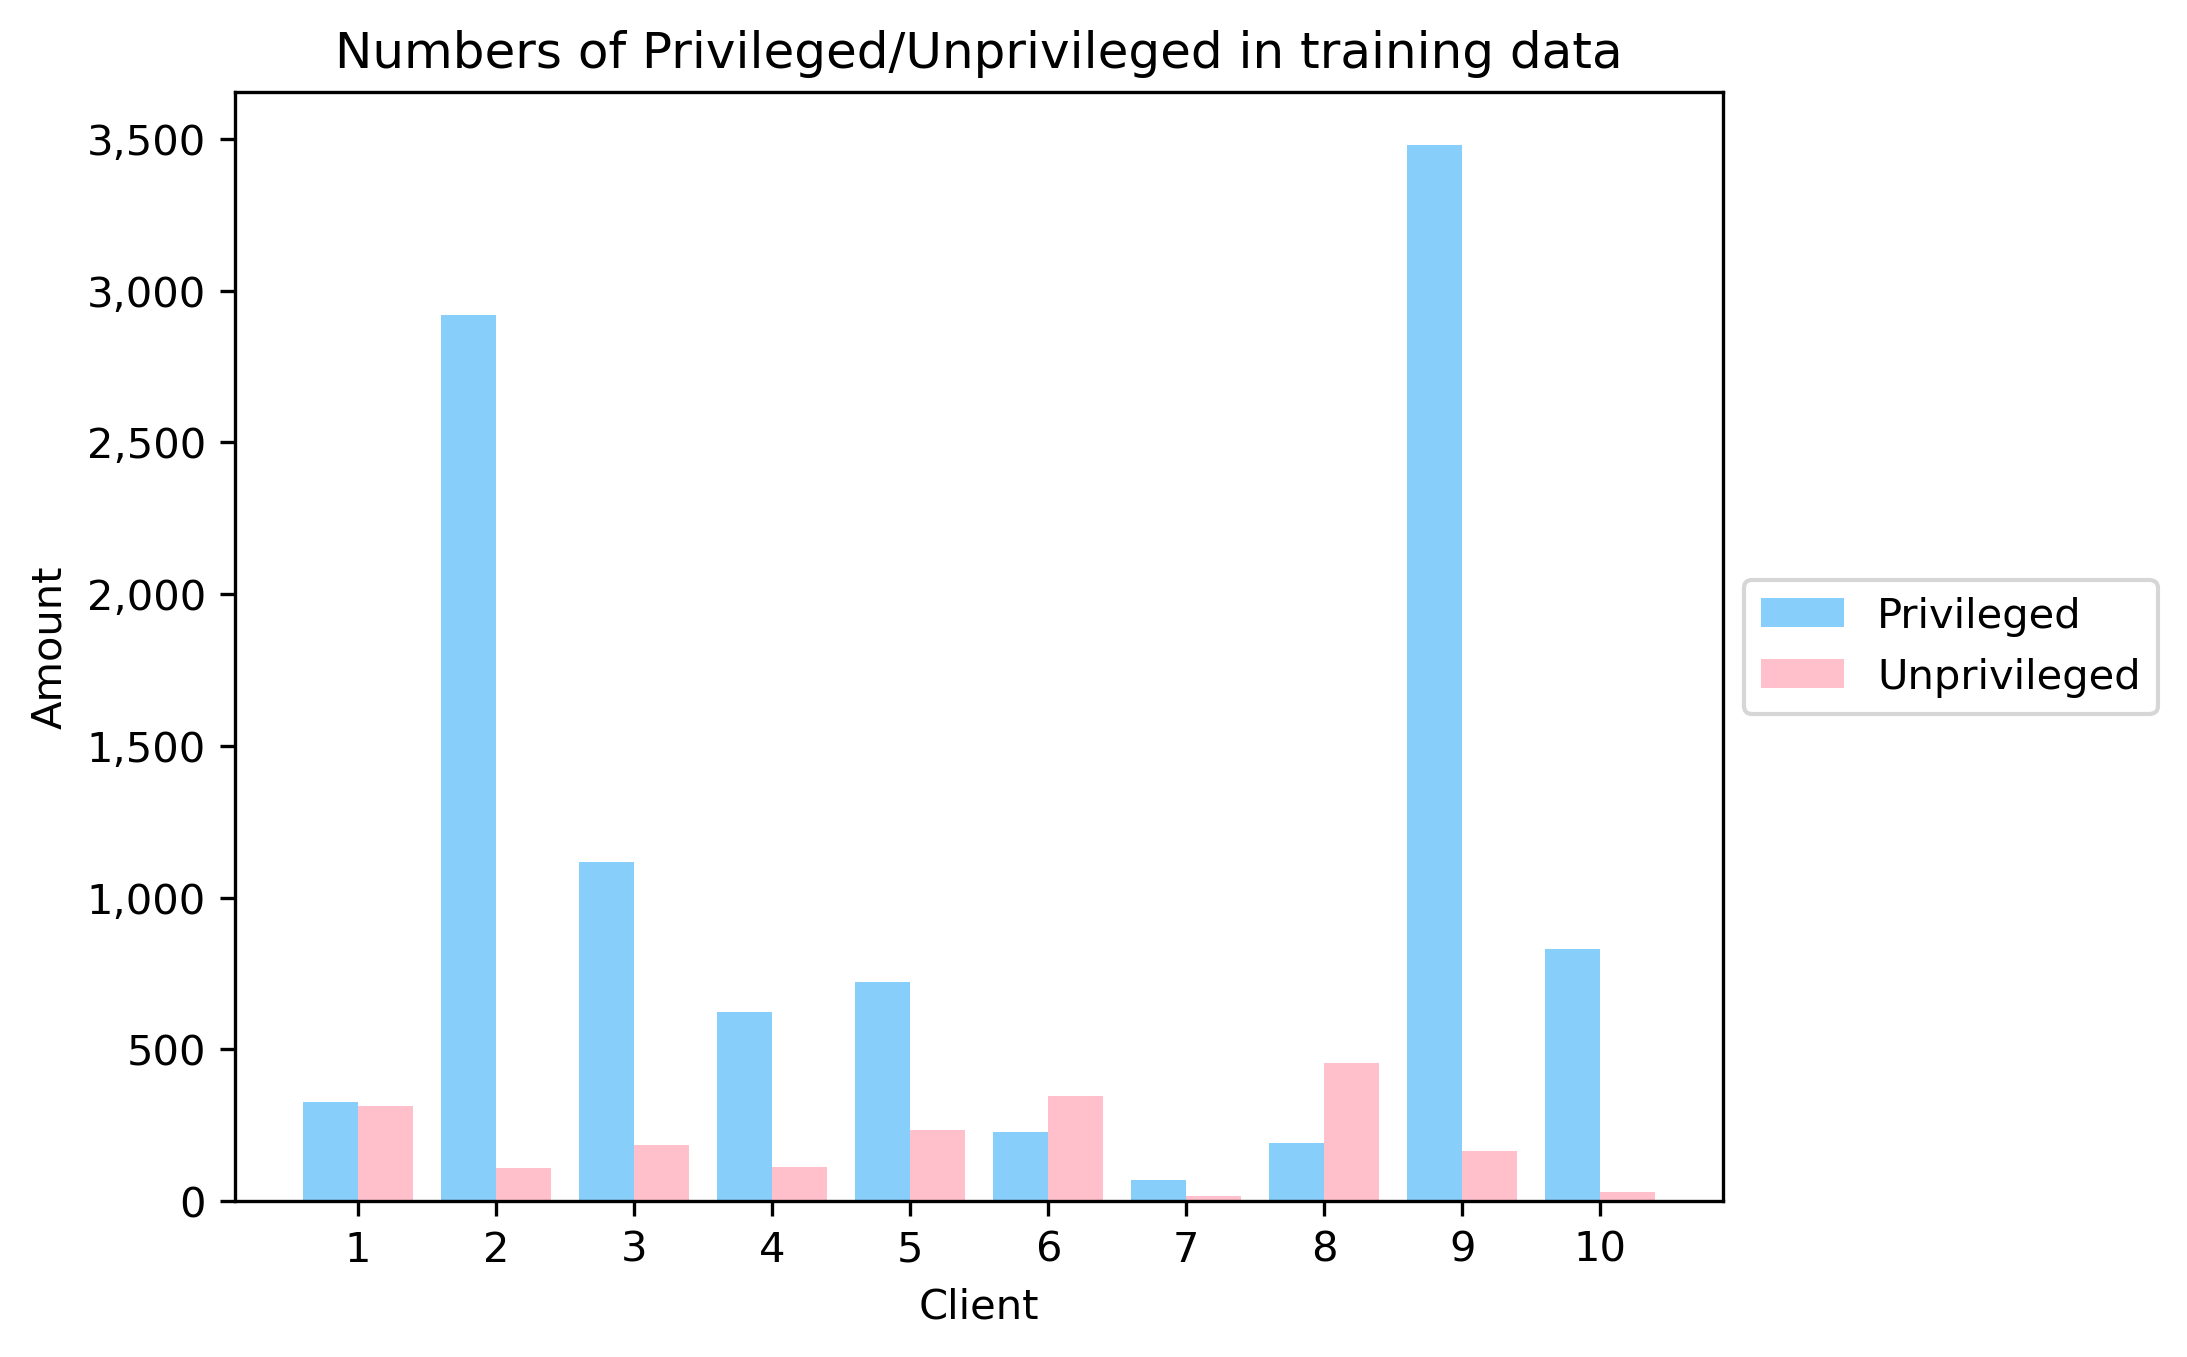 Numbers of Privileged/Unprivileged in training data
3,500
3,000
2,500
2,000
1,500
1,000
500
0
Amount
1 2 3 4 5 6 7 8 9 10
Client
Privileged
Unprivileged